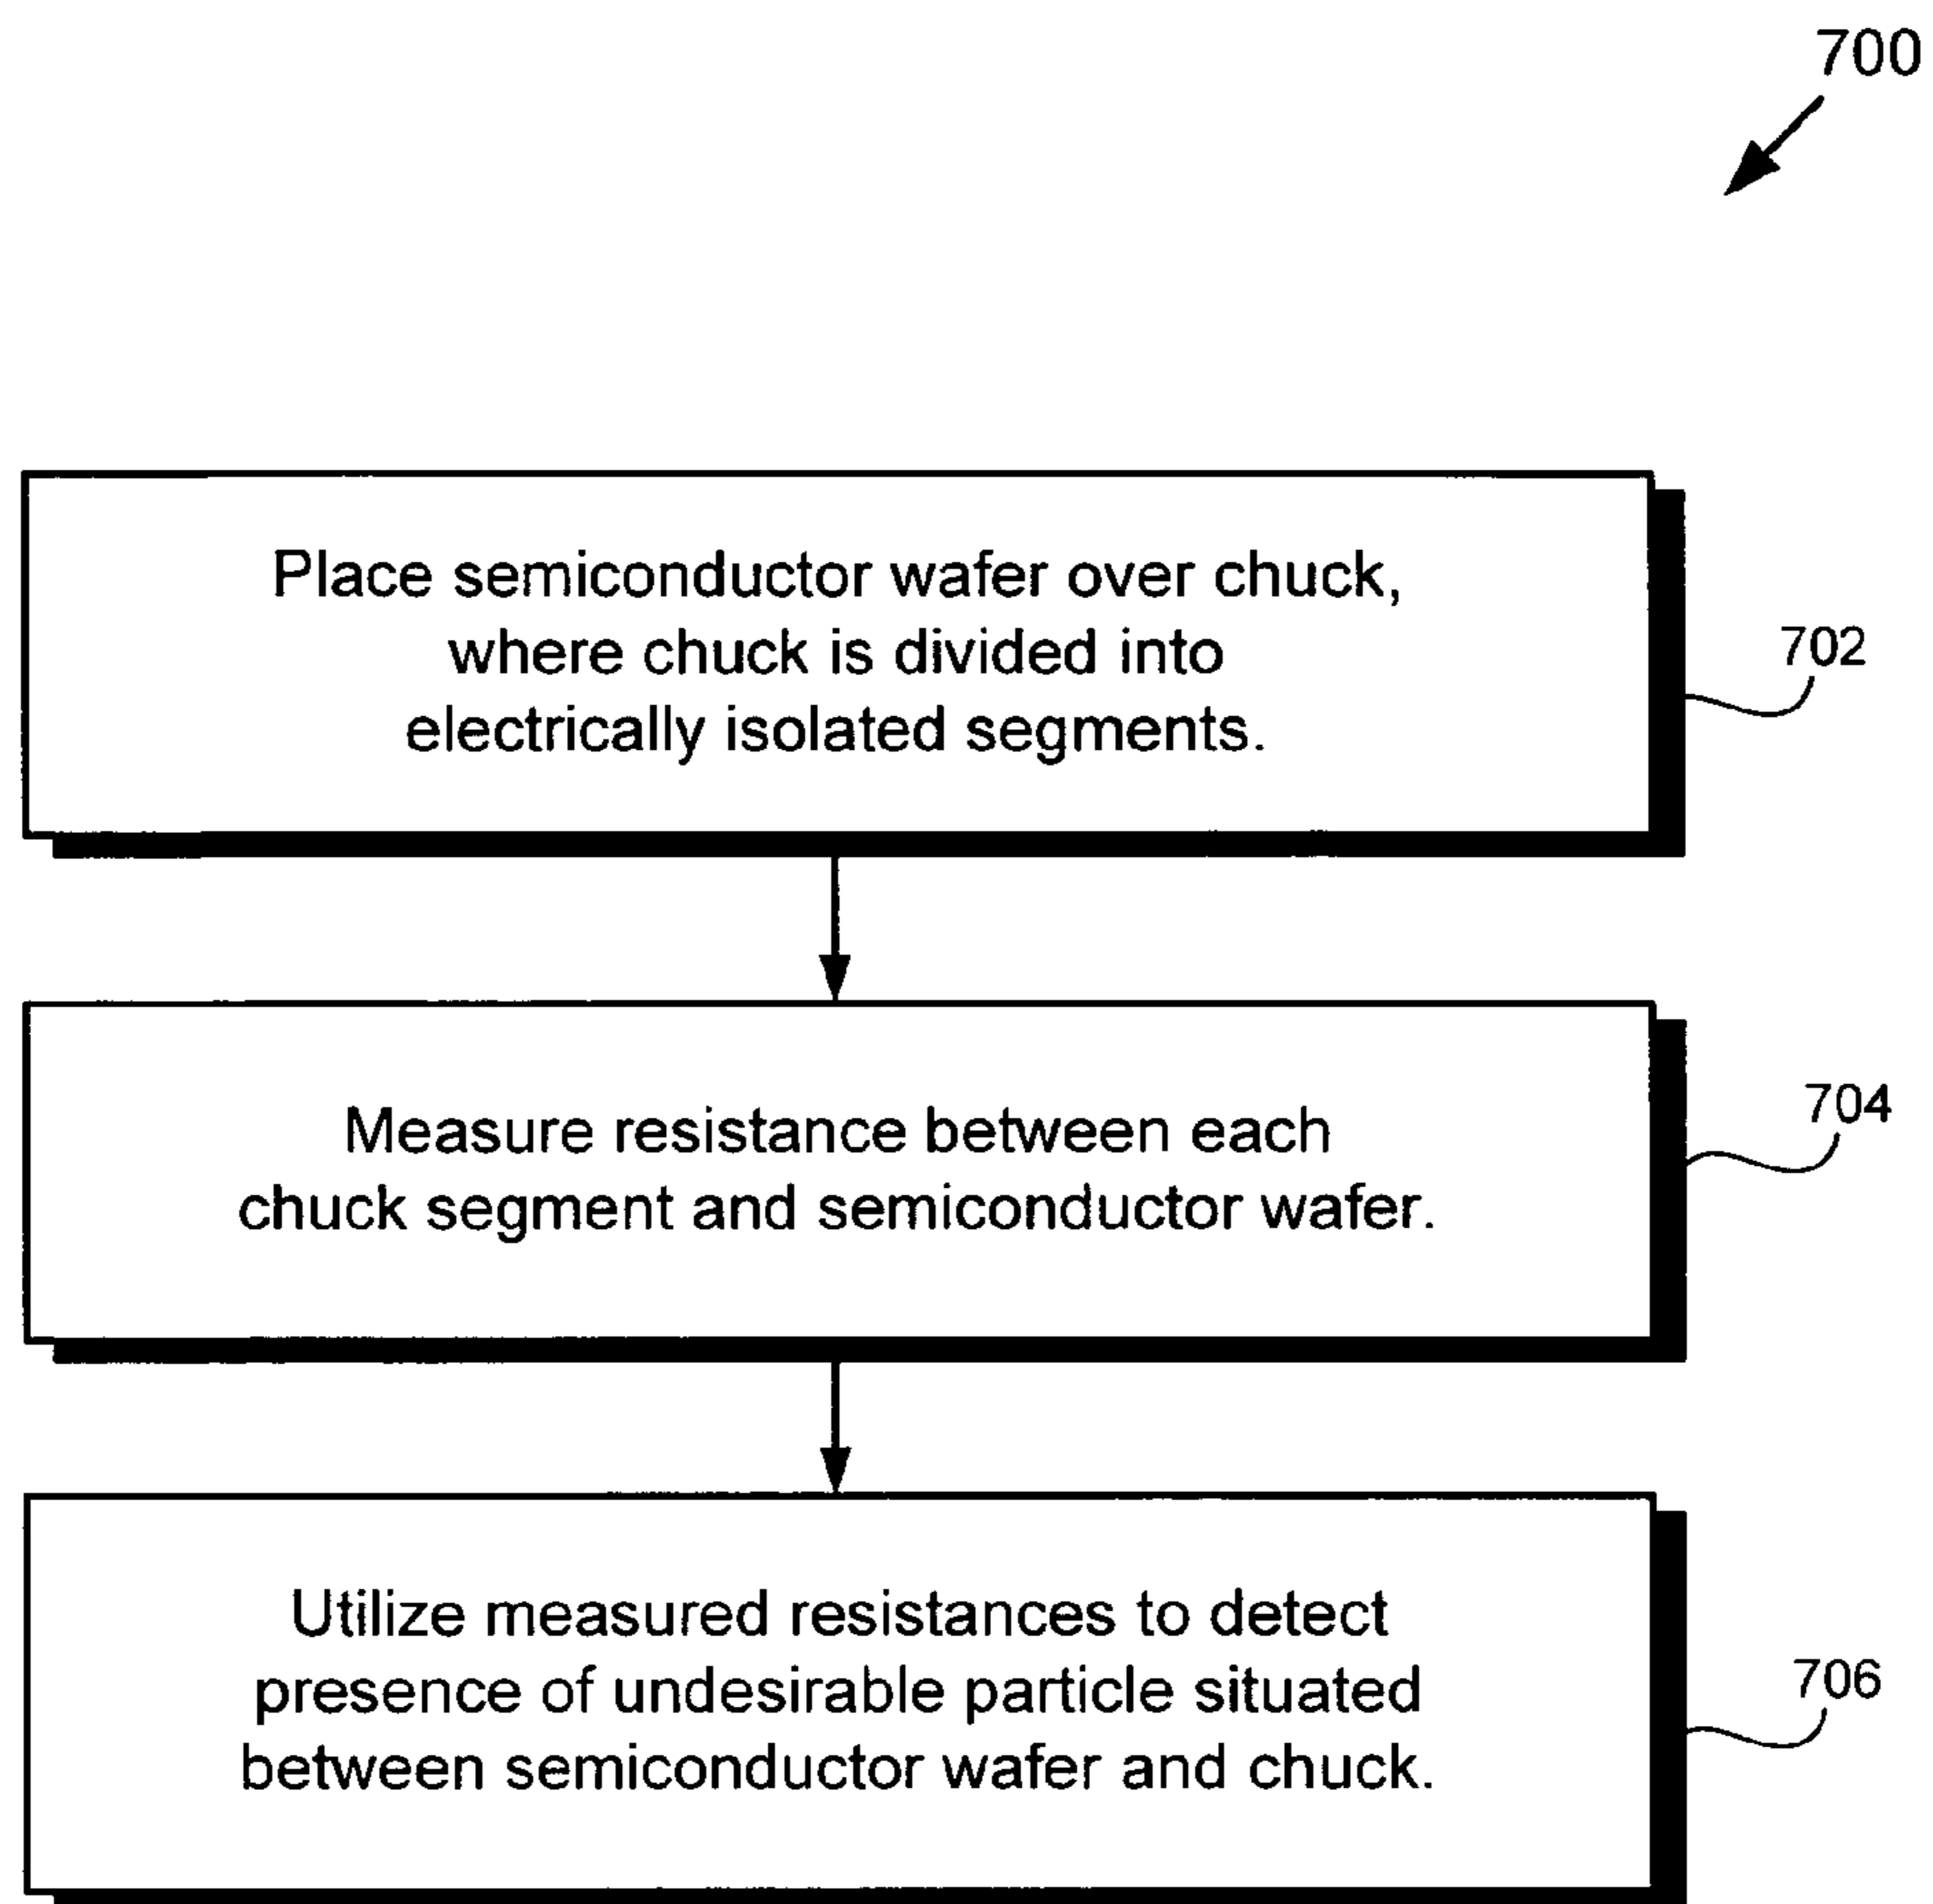 700
Place semiconductor wafer over chuck,
where chuck is divided into
electrically isolated segments.
702
Measure resistance between each
chuck segment and semiconductor wafer.
704
Utilize measured resistances to detect
presence of undesirable particle situated
between semiconductor wafer and chuck.
706